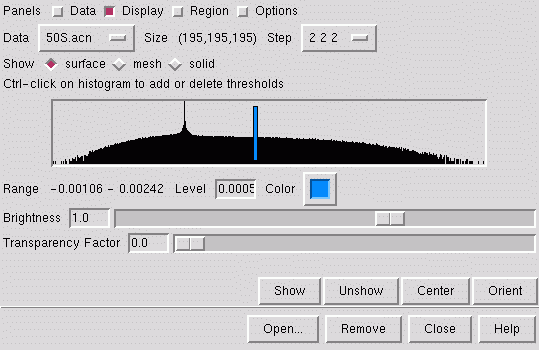 Panels Data Display Region Options
Data 50S.acn Size (195,195,195) Step 2 2 2
Show surface mesh solid
Ctrl-click on histogram to add or delete thresholds
Range -0.00106 - 0.00242 Level 0.0005 Color
Brightness 1.0
Transparency Factor 0.0
Show Unshow Center Orient
Open... Remove Close Help